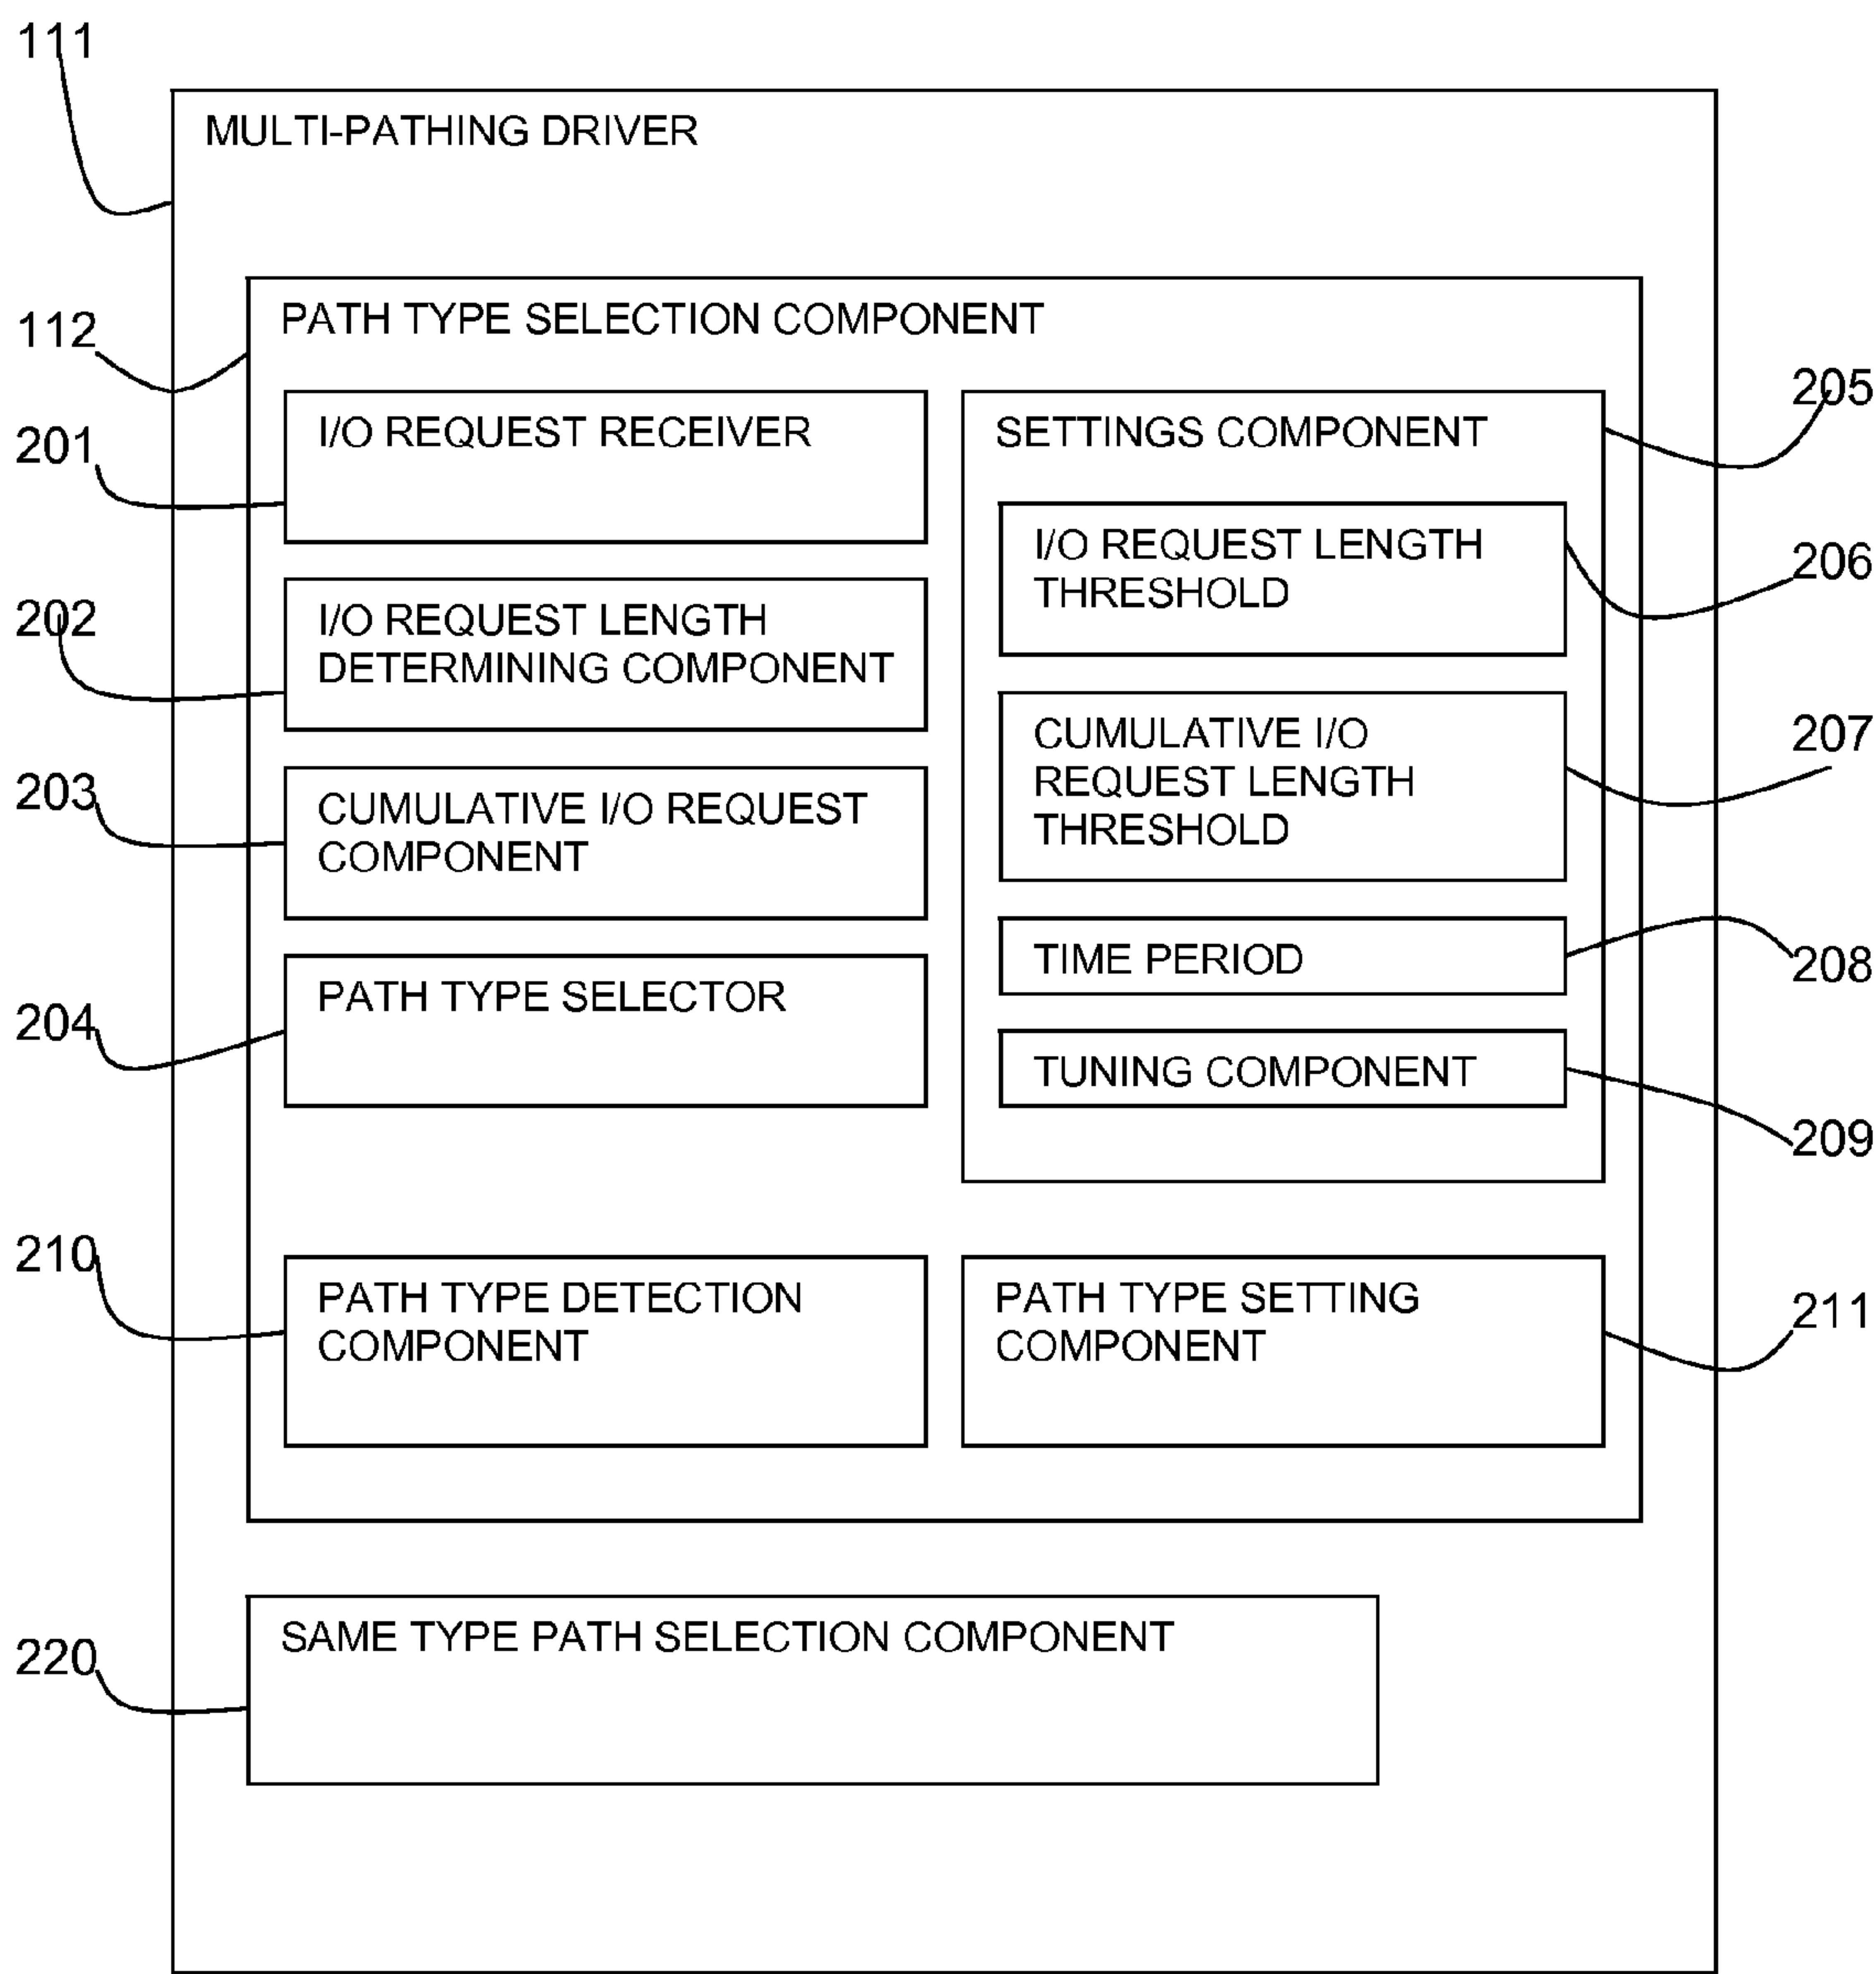 111
MULTI-PATHING DRIVER
112
PATH TYPE SELECTION COMPONENT
201
I/O REQUEST RECEIVER
202
I/O REQUEST LENGTH
DETERMINING COMPONENT
203
CUMULATIVE I/O REQUEST
COMPONENT
204
PATH TYPE SELECTOR
205
SETTINGS COMPONENT
206
I/O REQUEST LENGTH
THRESHOLD
207
CUMULATIVE I/O
REQUEST LENGTH
THRESHOLD
208
TIME PERIOD
209
TUNING COMPONENT
210
PATH TYPE DETECTION
COMPONENT
211
PATH TYPE SETTING
COMPONENT
220
SAME TYPE PATH SELECTION COMPONENT